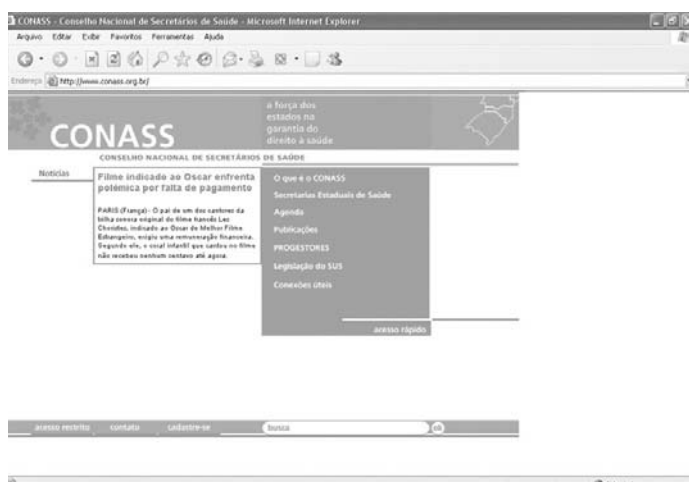 CONASS - Conselho Nacional de Secretários de Saúde - Microsoft Internet Explorer
Arquivo Editar Exibir Favoritos Ferramentas Ajuda
Endereço http://www.conass.org.br/
a força dos
estados na
garantia do
direito à saúde
CONASS
CONSELHO NACIONAL DE SECRETÁRIOS DE SAÚDE
Notícias
Filme indicado ao Oscar enfrenta
polêmica por falta de pagamento
PARIS (França)- O pai de um dos cantores da
trilha sonora original do filme francês Les
Choristes, indicado ao Oscar de Melhor Filme
Estrangeiro, exigiu uma remuneração financeira.
Segundo ele, o coral infantil que cantou no filme
não recebeu nenhum centavo até agora.
O que é o CONASS
Secretarias Estaduais de Saúde
Agenda
Publicações
PROGESTORES
Legislação do SUS
Conexões úteis
acesso rápido
acesso restrito contato cadastre-se busca ok